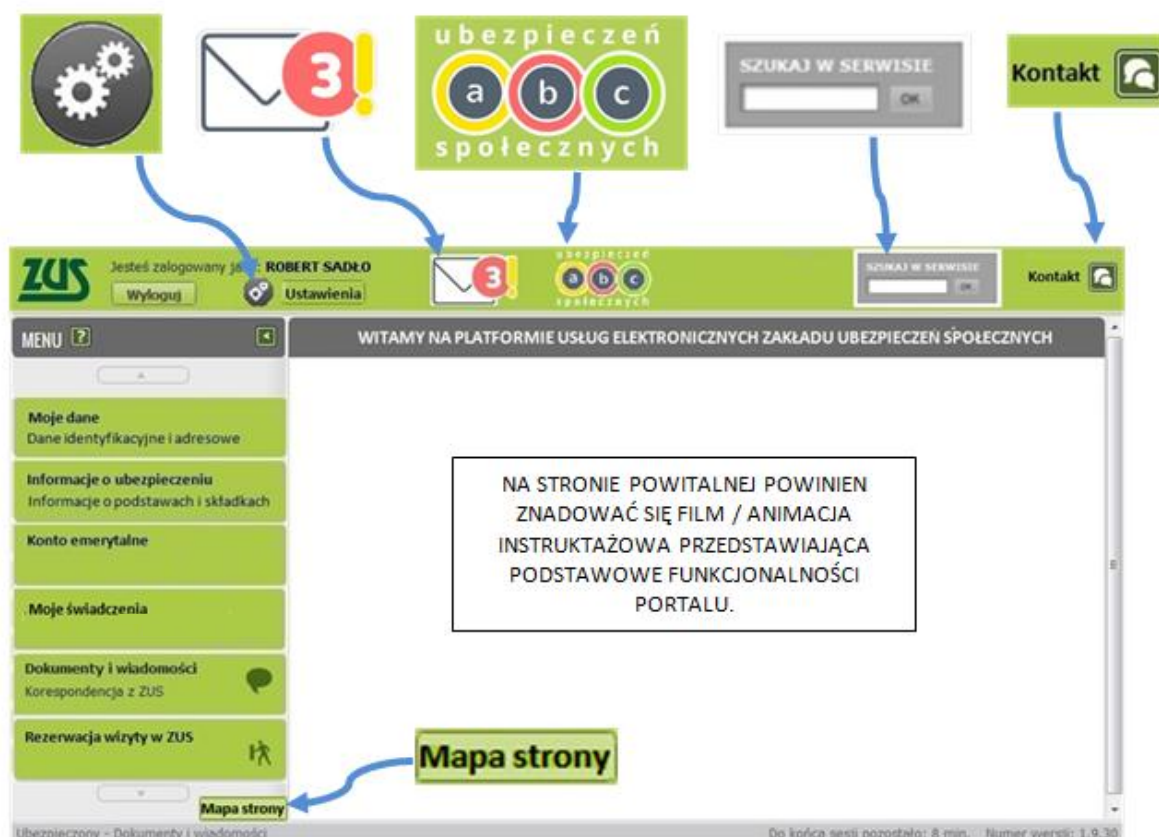 3!
ubezpieczeń
a b c
społecznych
SZUKAJ W SERWISIE
OK
Kontakt
ZUS
Jesteś zalogowany ROBERT SADŁO
Wyloguj
Ustawienia
3!
ubezpieczeń
a b c
społecznych
SZUKAJ W SERWISIE
OK
Kontakt
MENU ?
WITAMY NA PLATFORMIE USŁUG ELEKTRONICZNYCH ZAKŁADU UBEZPIECZEŃ SPOŁECZNYCH
Moje dane
Dane identyfikacyjne i adresowe
Informacje o ubezpieczeniu
Informacje o podstawach i składkach
Konto emerytalne
Moje świadczenia
Dokumenty i wiadomości
Korespondencja z ZUS
Rezerwacja wizyty w ZUS
NA STRONIE POWITALNEJ POWINIEN
ZNADOWAĆ SIĘ FILM / ANIMACJA
INSTRUKTAŻOWA PRZEDSTAWIAJĄCA
PODSTAWOWE FUNKCJONALNOŚCI
PORTALU.
Mapa strony
Mapa strony
Ubezpieczony - Dokumenty i wiadomości
Do końca sesji pozostało: 8 min. Numer wersji: 1.9.30